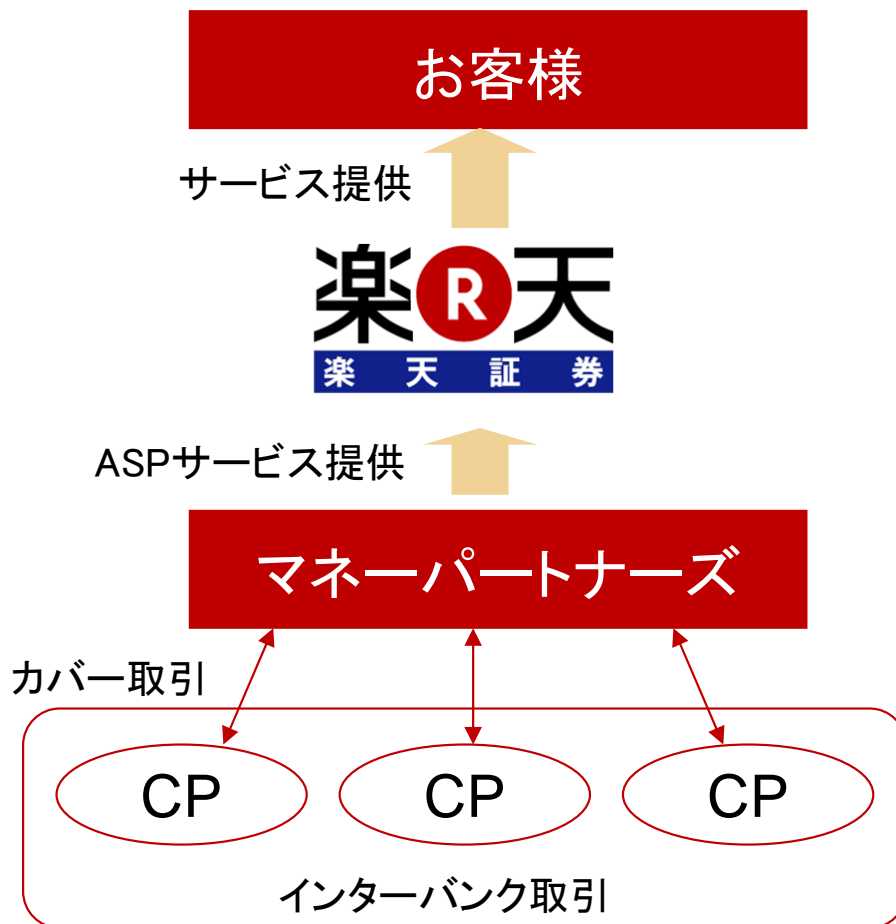 お客様
サービス提供
楽R天
楽天証券
ASPサービス提供
マネーパートナーズ
カバー取引
CP CP CP
インターバンク取引